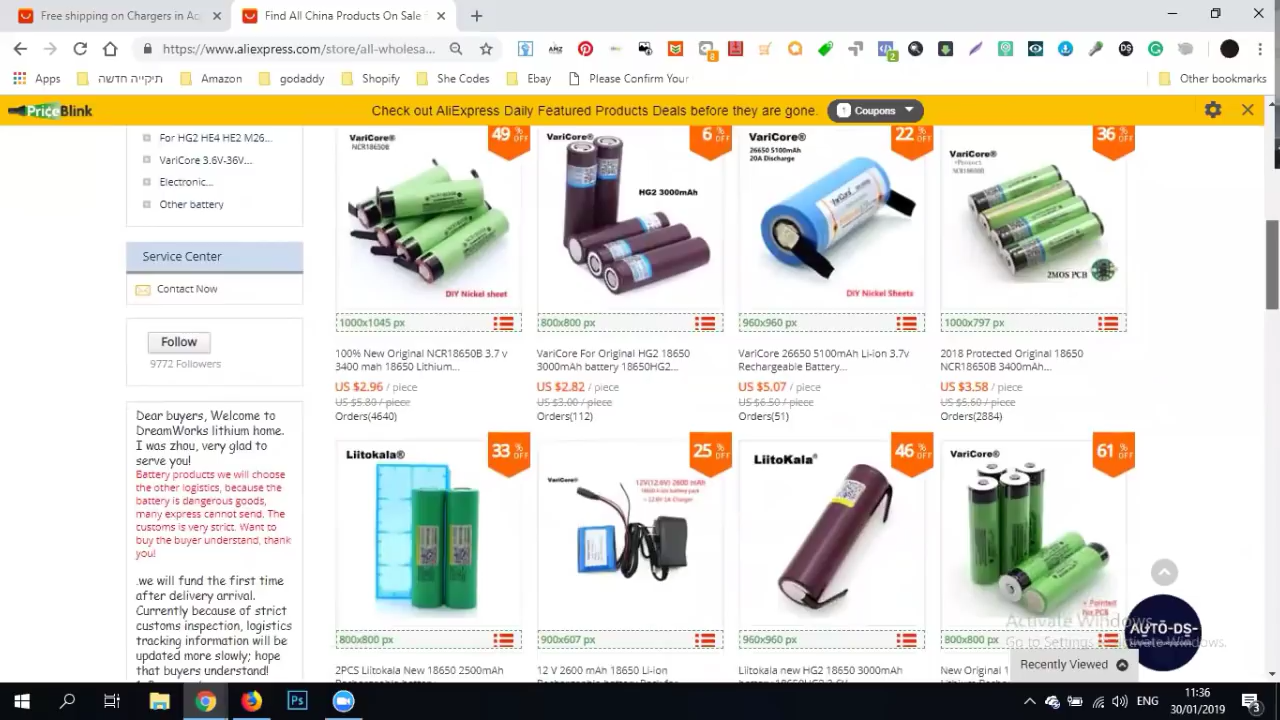 Free shipping on Chargers in Ac
Find All China Products On Sale
https://www.aliexpress.com/store/all-wholesa...
8
2
Apps
תיקייה חדשה
Amazon
godaddy
Shopify
She Codes
Ebay
Please Confirm Your
Other bookmarks
PriceBlink
Check out AliExpress Daily Featured Products Deals before they are gone.
1 Coupons
For HG2 HE4 HE2 M26...
VariCore 3.6V-36V...
Electronic...
Other battery
Service Center
Contact Now
Follow
9772 Followers
Dear buyers, Welcome to
DreamWorks lithium home.
I was zhou, very glad to
serve you!
Battery products we will choose
the other logistics, because the
battery is dangerous goods,
many express cannot send. The
customs is very strict. Want to
buy the buyer understand, thank
you!
.we will fund the first time
after delivery arrival.
Currently because of strict
customs inspection, logistics
tracking information will be
updated more slowly; hope
that buyers understand!
VariCore®
NCR18650B
49 % OFF
DIY Nickel sheet
1000x1045 px
100% New Original NCR18650B 3.7 v
3400 mah 18650 Lithium...
US $2.96 / piece
US $5.80 / piece
Orders(4640)
VariCore®
6 % OFF
HG2 3000mAh
800x800 px
VariCore For Original HG2 18650
3000mAh battery 18650HG2...
US $2.82 / piece
US $3.00 / piece
Orders(112)
VariCore®
26650 5100mAh
20A Discharge
22 % OFF
DIY Nickel Sheets
960x960 px
VariCore 26650 5100mAh Li-ion 3.7v
Rechargeable Battery...
US $5.07 / piece
US $6.50 / piece
Orders(51)
VariCore®
36 % OFF
2MOS PCB
1000x797 px
2018 Protected Original 18650
NCR18650B 3400mAh...
US $3.58 / piece
US $5.60 / piece
Orders(2884)
LiitoKala®
33 % OFF
800x800 px
2PCS Liitokala New 18650 2500mAh
VariCore®
25 % OFF
12V(12.6V) 2600 mAh
900x607 px
12 V 2600 mAh 18650 Li-ion
LiitoKala®
46 % OFF
960x960 px
Liitokala new HG2 18650 3000mAh
VariCore®
61 % OFF
+ Pointed
No PCB
800x800 px
New Original 1
Activate Windows
Go to Settings to activate Windows.
AUTO-DS-
Recently Viewed
ENG
11:36
30/01/2019
3